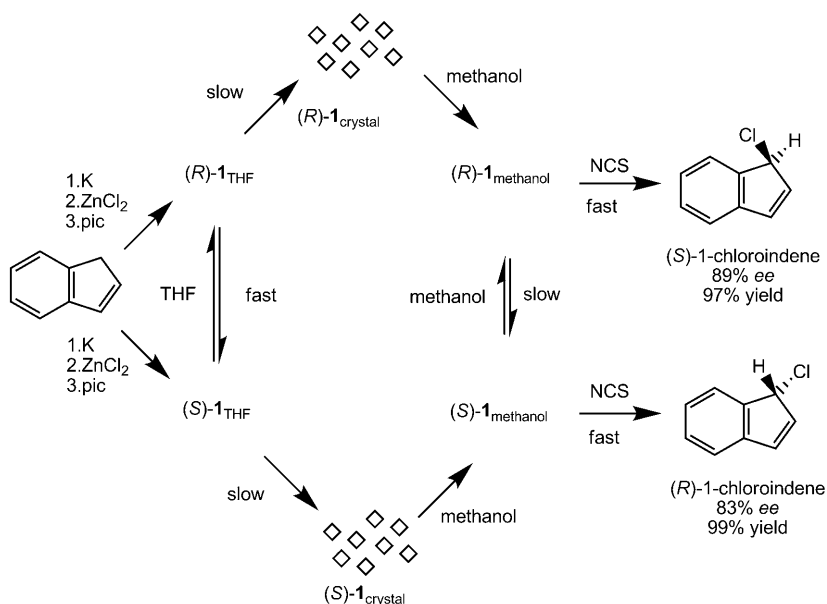 slow
methanol
(R)-1crystal
1.K
2.ZnCl2
3.pic
(R)-1THF
(R)-1methanol
NCS
fast
Cl
H
(S)-1-chloroindene
89% ee
97% yield
THF
fast
methanol
slow
1.K
2.ZnCl2
3.pic
(S)-1THF
(S)-1methanol
NCS
fast
H
Cl
(R)-1-chloroindene
83% ee
99% yield
slow
methanol
(S)-1crystal